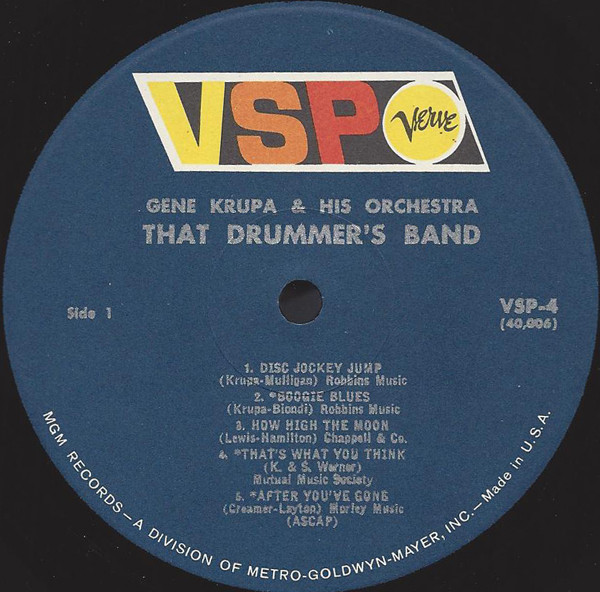 VSP
Verve
GENE KRUPA & HIS ORCHESTRA
THAT DRUMMER'S BAND
Side 1
VSP-4
(40,006)
1. DISC JOCKEY JUMP
(Krupa-Mulligan) Robbins Music
2. *BOOGIE BLUES
(Krupa-Biondi) Robbins Music
3. HOW HIGH THE MOON
(Lewis-Hamilton) Chappell & Co.
4. *THAT'S WHAT YOU THINK
(K. & S. Werner)
Mutual Music Society
5. *AFTER YOU'VE GONE
(Creamer-Layton) Morley Music
(ASCAP)
MGM RECORDS—A DIVISION OF METRO-GOLDWYN-MAYER, INC.—Made in U.S.A.